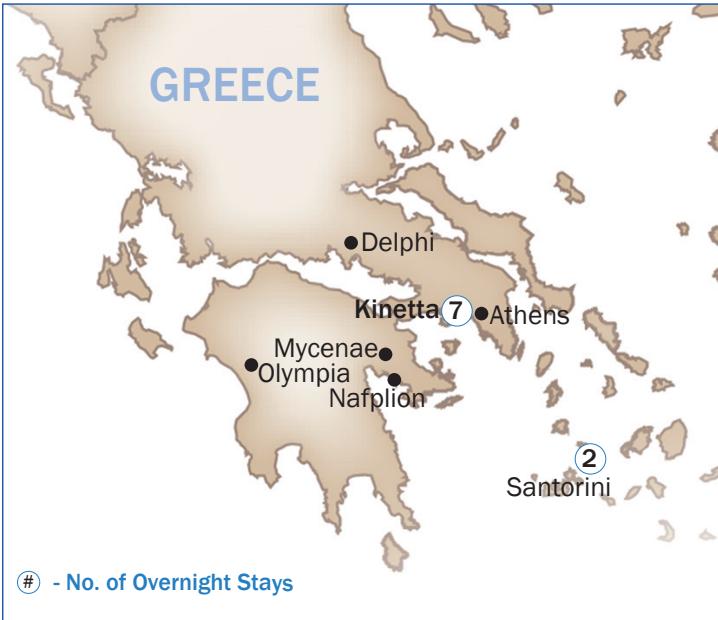 GREECE
Delphi
Kinetta 7
Athens
Mycenae
Olympia
Nafplion
2
Santorini
# - No. of Overnight Stays